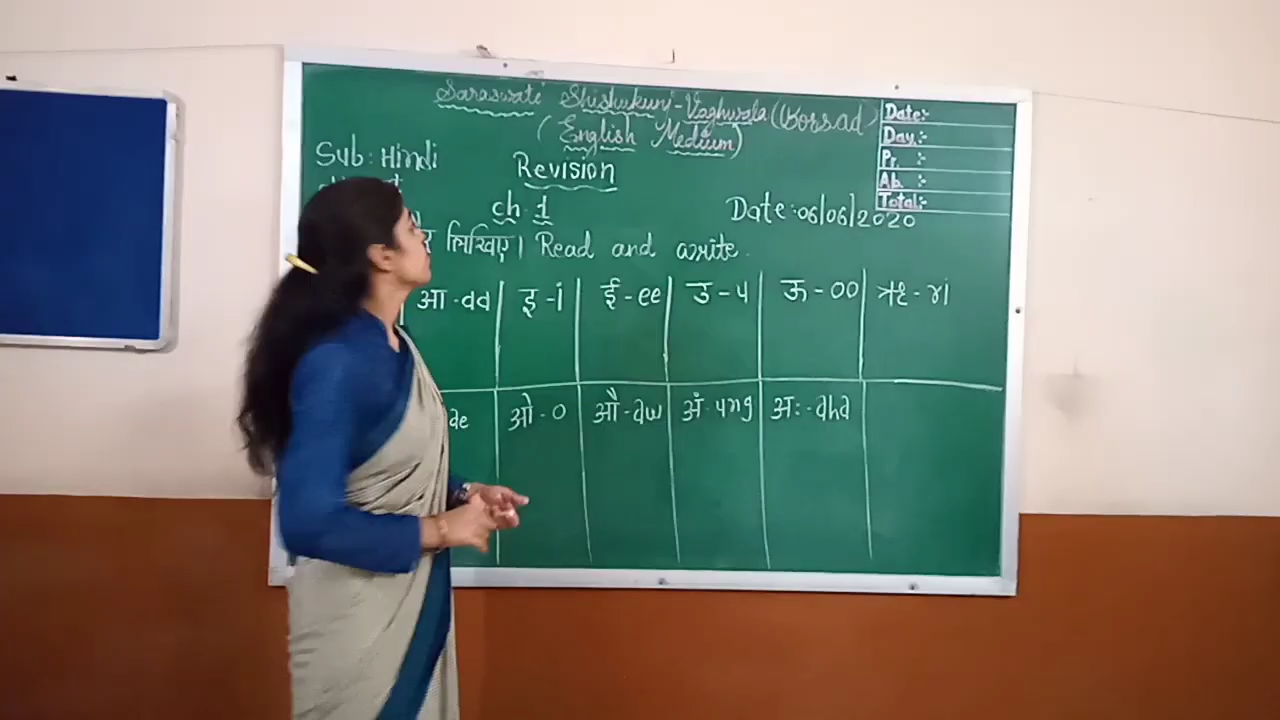 Saraswati Shishukunj-Vaghwala (Borsad)
(English Medium)
Date:-
Day:-
Pr. :-
Ab. :-
Total:-
Sub: Hindi
Revision
ch. 1
Date: 06/06/2020
लिखिए। Read and write.
आ - aa इ - i ई - ee उ - u ऊ - oo ऋ - ri
ae ओ - o औ - aw अं - ung अः - aha